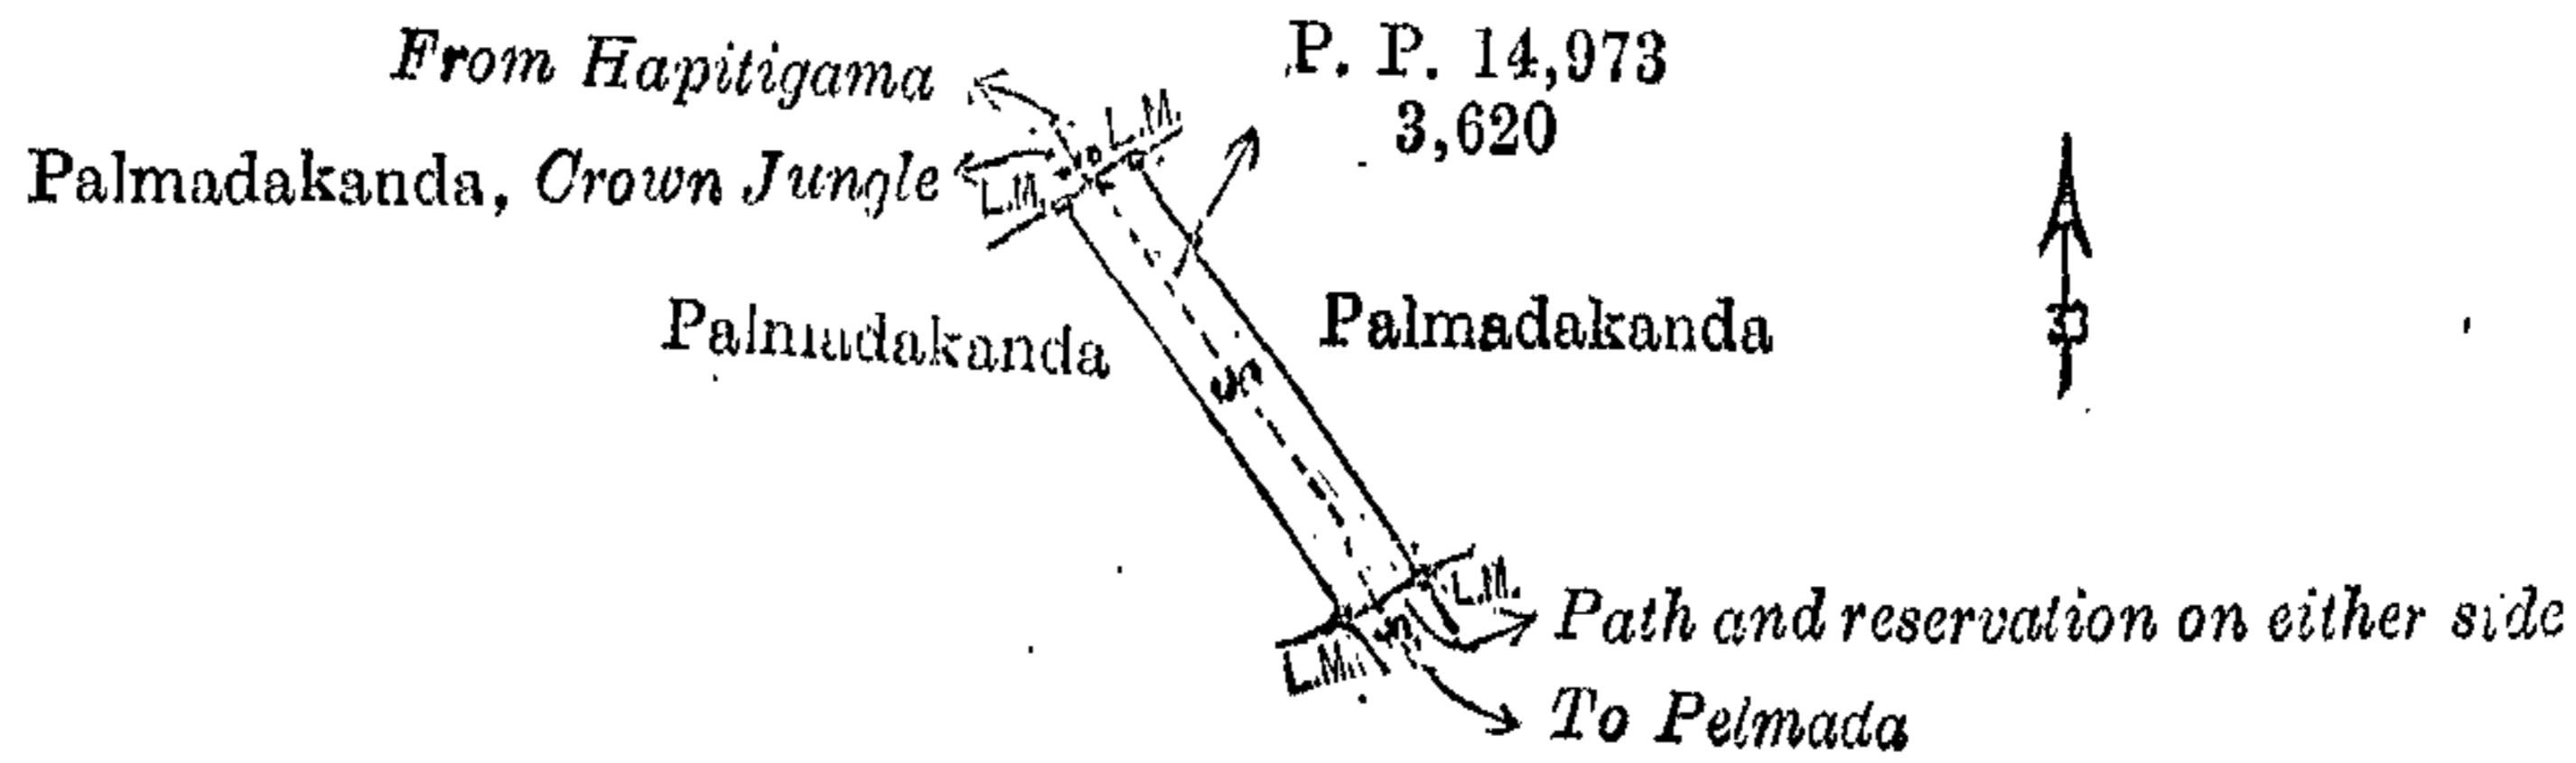 From Hapitigama
P. P. 14,973
3,620
L.M.
Palmadakanda, Crown Jungle
L.M.
Palmadakanda
Palmadakanda
L.M.
Path and reservation on either side
L.M.
To Pelmada